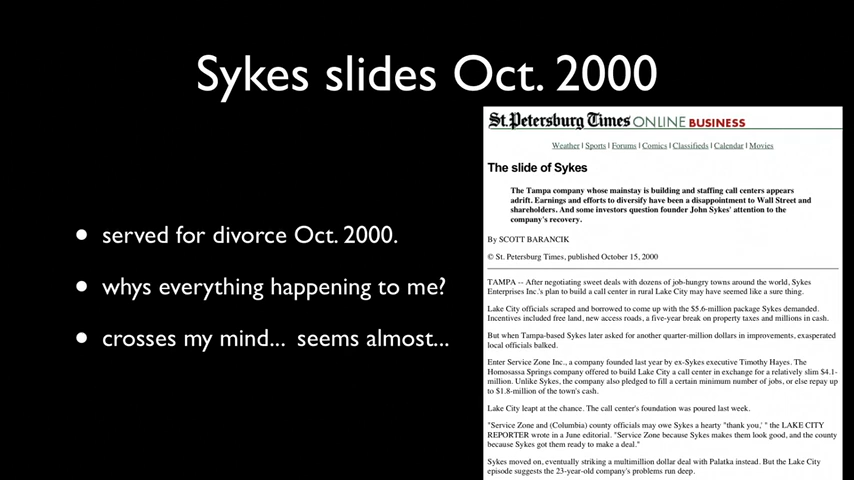 Sykes slides Oct. 2000
• served for divorce Oct. 2000.
• whys everything happening to me?
• crosses my mind... seems almost...
St. Petersburg Times ONLINE BUSINESS
Weather | Sports | Forums | Comics | Classifieds | Calendar | Movies
The slide of Sykes
The Tampa company whose mainstay is building and staffing call centers appears
adrift. Earnings and efforts to diversify have been a disappointment to Wall Street and
shareholders. And some investors question founder John Sykes' attention to the
company's recovery.
By SCOTT BARANCIK
© St. Petersburg Times, published October 15, 2000
TAMPA -- After negotiating sweet deals with dozens of job-hungry towns around the world, Sykes
Enterprises Inc.'s plan to build a call center in rural Lake City may have seemed like a sure thing.
Lake City officials scraped and borrowed to come up with the $5.6-million package Sykes demanded.
Incentives included free land, new access roads, a five-year break on property taxes and millions in cash.
But when Tampa-based Sykes later asked for another quarter-million dollars in improvements, exasperated
local officials balked.
Enter Service Zone Inc., a company founded last year by ex-Sykes executive Timothy Hayes. The
Homosassa Springs company offered to build Lake City a call center in exchange for a relatively slim $4.1-
million. Unlike Sykes, the company also pledged to fill a certain minimum number of jobs, or else repay up
to $1.8-million of the town's cash.
Lake City leapt at the chance. The call center's foundation was poured last week.
"Service Zone and (Columbia) county officials may owe Sykes a hearty "thank you,' " the LAKE CITY
REPORTER wrote in a June editorial. "Service Zone because Sykes makes them look good, and the county
because Sykes got them ready to make a deal."
Sykes moved on, eventually striking a multimillion dollar deal with Palatka instead. But the Lake City
episode suggests the 23-year-old company's problems run deep.